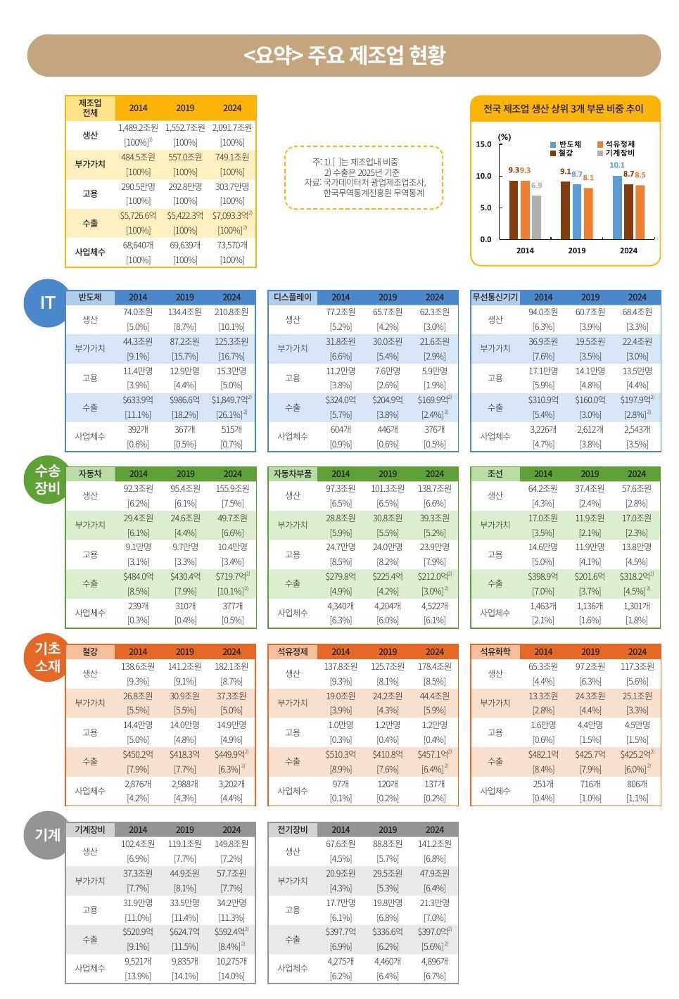 <요약> 주요 제조업 현황
제조업 전체 2014 2019 2024
생산 1,489.2조원 1,552.7조원 2,091.7조원
[100%]1) [100%] [100%]
부가가치 484.5조원 557.0조원 749.1조원
[100%] [100%] [100%]
고용 290.5만명 292.8만명 303.7만명
[100%] [100%] [100%]
수출 $5,726.6억 $5,422.3억 $7,093.3억2)
[100%] [100%] [100%]2)
사업체수 68,640개 69,639개 73,570개
[100%] [100%] [100%]
주: 1) [ ]는 제조업내 비중
2) 수출은 2025년 기준
자료: 국가데이터처 광업제조업조사,
한국무역통계진흥원 무역통계
전국 제조업 생산 상위 3개 부문 비중 추이
(%)
반도체 석유정제
철강 기계장비
15.0
10.0
5.0
0.0
9.3 9.3 6.9
9.1 8.7 8.1
10.1 8.7 8.5
2014 2019 2024
IT
반도체 2014 2019 2024
생산 74.0조원 134.4조원 210.8조원
[5.0%] [8.7%] [10.1%]
부가가치 44.3조원 87.2조원 125.3조원
[9.1%] [15.7%] [16.7%]
고용 11.4만명 12.9만명 15.3만명
[3.9%] [4.4%] [5.0%]
수출 $633.9억 $986.6억 $1,849.7억2)
[11.1%] [18.2%] [26.1%]2)
사업체수 392개 367개 515개
[0.6%] [0.5%] [0.7%]
디스플레이 2014 2019 2024
생산 77.2조원 65.7조원 62.3조원
[5.2%] [4.2%] [3.0%]
부가가치 31.8조원 30.0조원 21.6조원
[6.6%] [5.4%] [2.9%]
고용 11.2만명 7.6만명 5.9만명
[3.8%] [2.6%] [1.9%]
수출 $324.0억 $204.9억 $169.9억2)
[5.7%] [3.8%] [2.4%]2)
사업체수 604개 446개 376개
[0.9%] [0.6%] [0.5%]
무선통신기기 2014 2019 2024
생산 94.0조원 60.7조원 68.4조원
[6.3%] [3.9%] [3.3%]
부가가치 36.9조원 19.5조원 22.4조원
[7.6%] [3.5%] [3.0%]
고용 17.1만명 14.1만명 13.5만명
[5.9%] [4.8%] [4.4%]
수출 $310.9억 $160.0억 $197.9억2)
[5.4%] [3.0%] [2.8%]2)
사업체수 3,226개 2,612개 2,543개
[4.7%] [3.8%] [3.5%]
수송
장비
자동차 2014 2019 2024
생산 92.3조원 95.4조원 155.9조원
[6.2%] [6.1%] [7.5%]
부가가치 29.4조원 24.6조원 49.7조원
[6.1%] [4.4%] [6.6%]
고용 9.1만명 9.7만명 10.4만명
[3.1%] [3.3%] [3.4%]
수출 $484.0억 $430.4억 $719.7억2)
[8.5%] [7.9%] [10.1%]2)
사업체수 239개 310개 377개
[0.3%] [0.4%] [0.5%]
자동차부품 2014 2019 2024
생산 97.3조원 101.3조원 138.7조원
[6.5%] [6.5%] [6.6%]
부가가치 28.8조원 30.8조원 39.3조원
[5.9%] [5.5%] [5.2%]
고용 24.7만명 24.0만명 23.9만명
[8.5%] [8.2%] [7.9%]
수출 $279.8억 $225.4억 $212.0억2)
[4.9%] [4.2%] [3.0%]2)
사업체수 4,340개 4,204개 4,522개
[6.3%] [6.0%] [6.1%]
조선 2014 2019 2024
생산 64.2조원 37.4조원 57.6조원
[4.3%] [2.4%] [2.8%]
부가가치 17.0조원 11.9조원 17.0조원
[3.5%] [2.1%] [2.3%]
고용 14.6만명 11.9만명 13.8만명
[5.0%] [4.1%] [4.5%]
수출 $398.9억 $201.6억 $318.2억2)
[7.0%] [3.7%] [4.5%]2)
사업체수 1,463개 1,136개 1,301개
[2.1%] [1.6%] [1.8%]
기초
소재
철강 2014 2019 2024
생산 138.6조원 141.2조원 182.1조원
[9.3%] [9.1%] [8.7%]
부가가치 26.8조원 30.9조원 37.3조원
[5.5%] [5.5%] [5.0%]
고용 14.4만명 14.0만명 14.9만명
[5.0%] [4.8%] [4.9%]
수출 $450.2억 $418.3억 $449.9억2)
[7.9%] [7.7%] [6.3%]2)
사업체수 2,876개 2,988개 3,202개
[4.2%] [4.3%] [4.4%]
석유정제 2014 2019 2024
생산 137.8조원 125.7조원 178.4조원
[9.3%] [8.1%] [8.5%]
부가가치 19.0조원 24.2조원 44.4조원
[3.9%] [4.3%] [5.9%]
고용 1.0만명 1.2만명 1.2만명
[0.3%] [0.4%] [0.4%]
수출 $510.3억 $410.8억 $457.1억2)
[8.9%] [7.6%] [6.4%]2)
사업체수 97개 120개 137개
[0.1%] [0.2%] [0.2%]
석유화학 2014 2019 2024
생산 65.3조원 97.2조원 117.3조원
[4.4%] [6.3%] [5.6%]
부가가치 13.3조원 24.3조원 25.1조원
[2.8%] [4.4%] [3.3%]
고용 1.6만명 4.4만명 4.5만명
[0.6%] [1.5%] [1.5%]
수출 $482.1억 $425.7억 $425.2억2)
[8.4%] [7.9%] [6.0%]2)
사업체수 251개 716개 806개
[0.4%] [1.0%] [1.1%]
기계
기계장비 2014 2019 2024
생산 102.4조원 119.1조원 149.8조원
[6.9%] [7.7%] [7.2%]
부가가치 37.3조원 44.9조원 57.7조원
[7.7%] [8.1%] [7.7%]
고용 31.9만명 33.5만명 34.2만명
[11.0%] [11.4%] [11.3%]
수출 $520.9억 $624.7억 $592.4억2)
[9.1%] [11.5%] [8.4%]2)
사업체수 9,521개 9,835개 10,275개
[13.9%] [14.1%] [14.0%]
전기장비 2014 2019 2024
생산 67.6조원 88.8조원 141.2조원
[4.5%] [5.7%] [6.8%]
부가가치 20.9조원 29.5조원 47.9조원
[4.3%] [5.3%] [6.4%]
고용 17.7만명 19.8만명 21.3만명
[6.1%] [6.8%] [7.0%]
수출 $397.7억 $336.6억 $397.0억2)
[6.9%] [6.2%] [5.6%]2)
사업체수 4,275개 4,460개 4,896개
[6.2%] [6.4%] [6.7%]